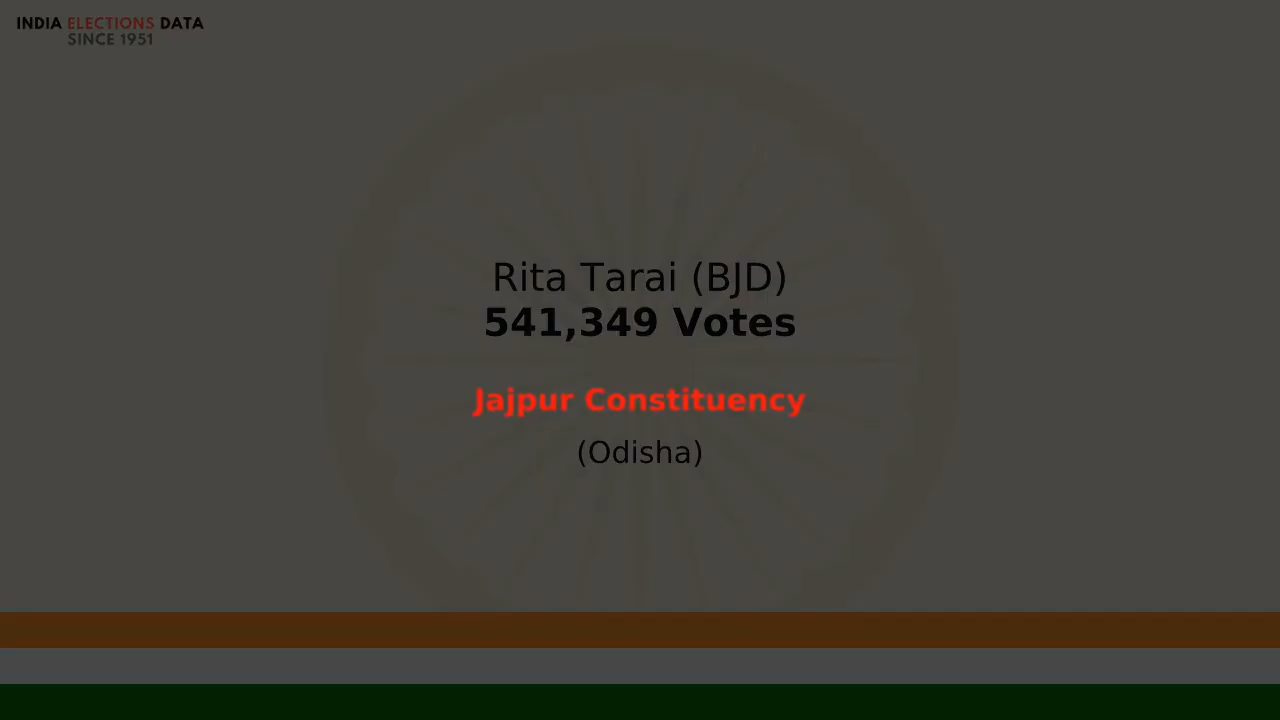 INDIA ELECTIONS DATA
SINCE 1951
Rita Tarai (BJD)
541,349 Votes
Jajpur Constituency
(Odisha)